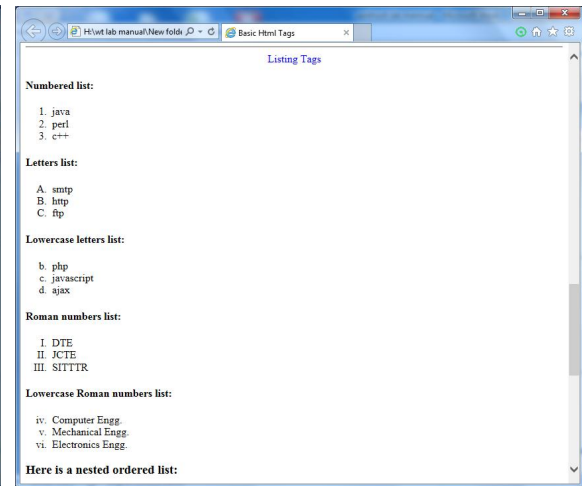 H:\wt lab manual\New folde
Basic Html Tags
Listing Tags
Numbered list:
1. java
2. perl
3. c++
Letters list:
A. smtp
B. http
C. ftp
Lowercase letters list:
b. php
c. javascript
d. ajax
Roman numbers list:
I. DTE
II. JCTE
III. SITTTR
Lowercase Roman numbers list:
iv. Computer Engg.
v. Mechanical Engg.
vi. Electronics Engg.
Here is a nested ordered list: